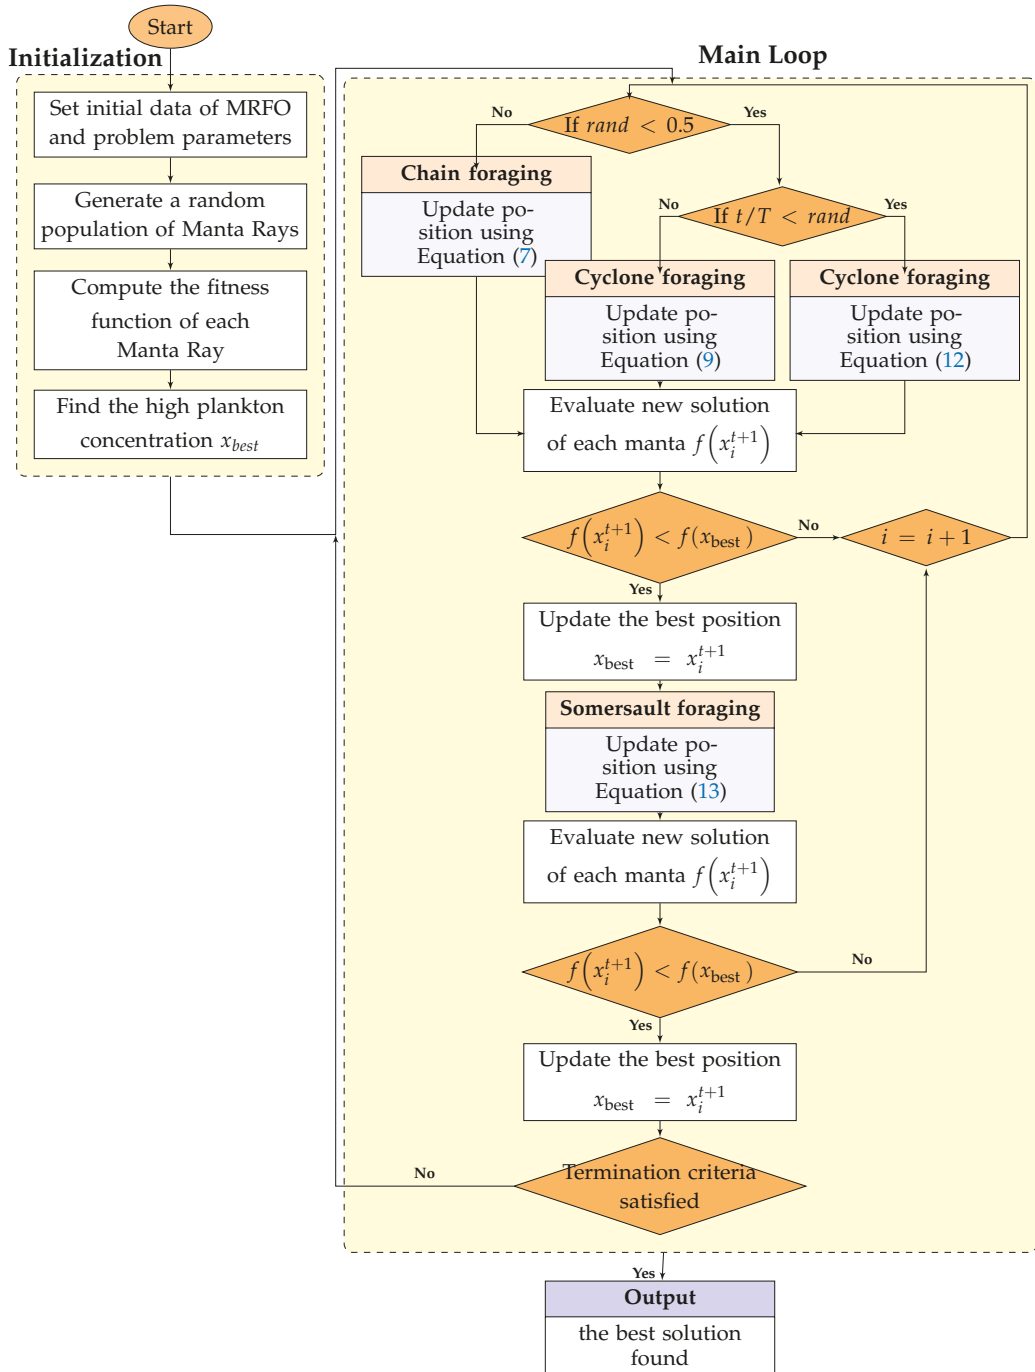 Start
Initialization
Set initial data of MRFO
and problem parameters
Generate a random
population of Manta Rays
Compute the fitness
function of each
Manta Ray
Find the high plankton
concentration x_best
Main Loop
If rand < 0.5
No
Yes
Chain foraging
Update po-
sition using
Equation (7)
If t/T < rand
No
Yes
Cyclone foraging
Update po-
sition using
Equation (9)
Cyclone foraging
Update po-
sition using
Equation (12)
Evaluate new solution
of each manta f(x_i^{t+1})
f(x_i^{t+1}) < f(x_best)
No
i = i + 1
Yes
Update the best position
x_best = x_i^{t+1}
Somersault foraging
Update po-
sition using
Equation (13)
Evaluate new solution
of each manta f(x_i^{t+1})
f(x_i^{t+1}) < f(x_best)
No
Yes
Update the best position
x_best = x_i^{t+1}
Termination criteria
satisfied
No
Yes
Output
the best solution
found